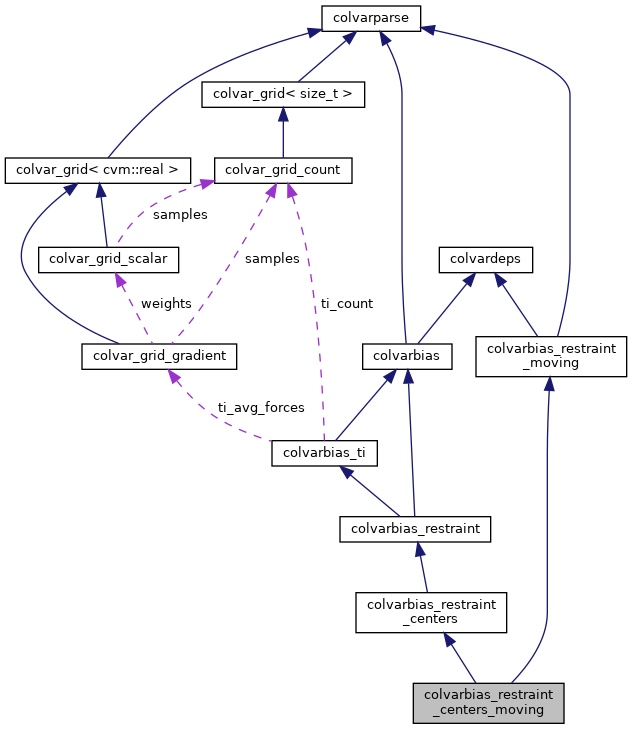 colvarparse
colvar_grid< size_t >
colvar_grid< cvm::real >
colvar_grid_count
samples
colvar_grid_scalar
samples
colvardeps
weights
ti_count
colvar_grid_gradient
colvarbias
colvarbias_restraint
_moving
ti_avg_forces
colvarbias_ti
colvarbias_restraint
colvarbias_restraint
_centers
colvarbias_restraint
_centers_moving